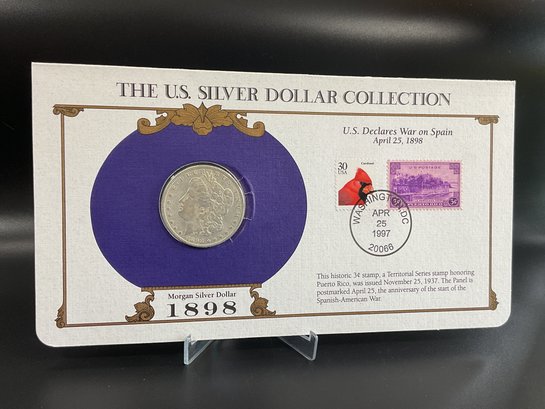 THE U.S. SILVER DOLLAR COLLECTION
U.S. Declares War on Spain
April 25, 1898
30
USA
Cardinal
U.S. POSTAGE
3¢
WASHINGTON, DC
APR
25
1997
20066
This historic 3¢ stamp, a Territorial Series stamp honoring
Puerto Rico, was issued November 25, 1937. The Panel is
postmarked April 25, the anniversary of the start of the
Spanish-American War.
Morgan Silver Dollar
1898